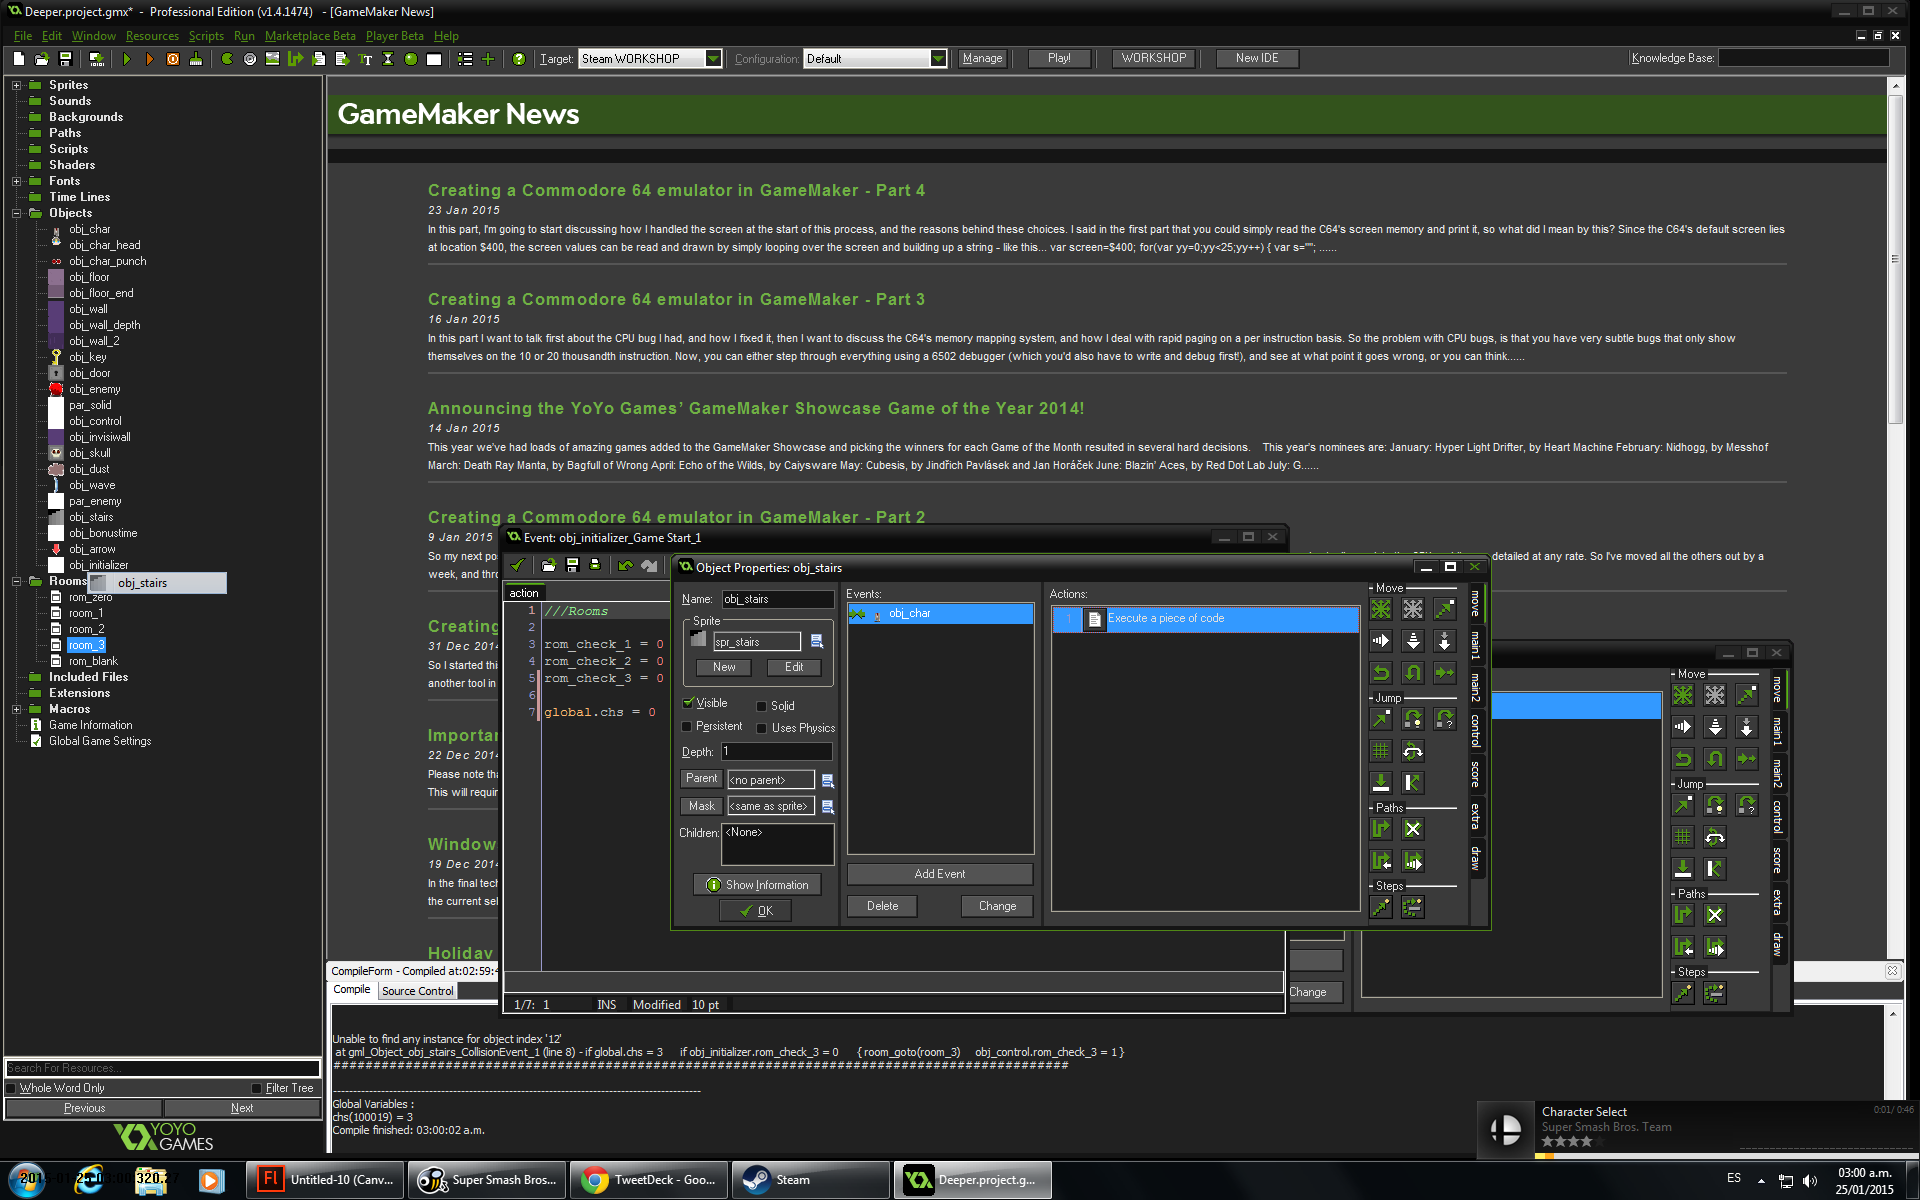 Deeper.project.gmx* - Professional Edition (v1.4.1474) - [GameMaker News]
File Edit Window Resources Scripts Run Marketplace Beta Player Beta Help
Target: Steam WORKSHOP Configuration: Default Manage Play! WORKSHOP New IDE Knowledge Base:
Sprites
Sounds
Backgrounds
Paths
Scripts
Shaders
Fonts
Time Lines
Objects
obj_char
obj_char_head
obj_char_punch
obj_floor
obj_floor_end
obj_wall
obj_wall_depth
obj_wall_2
obj_key
obj_door
obj_enemy
par_solid
obj_control
obj_invisiwall
obj_skull
obj_dust
obj_wave
par_enemy
obj_stairs
obj_bonustime
obj_arrow
obj_initializer
Rooms
obj_stairs
rom_zero
room_1
room_2
room_3
rom_blank
Included Files
Extensions
Macros
Game Information
Global Game Settings
Search For Resources...
Whole Word Only Filter Tree
Previous Next
YOYO
GAMES
GameMaker News
Creating a Commodore 64 emulator in GameMaker - Part 4
23 Jan 2015
In this part, I'm going to start discussing how I handled the screen at the start of this process, and the reasons behind these choices. I said in the first part that you could simply read the C64's screen memory and print it, so what did I mean by this? Since the C64's default screen lies
at location $400, the screen values can be read and drawn by simply looping over the screen and building up a string - like this... var screen=$400; for(var yy=0;yy<25;yy++) { var s=""; ......
Creating a Commodore 64 emulator in GameMaker - Part 3
16 Jan 2015
In this part I want to talk first about the CPU bug I had, and how I fixed it, then I want to discuss the C64's memory mapping system, and how I deal with rapid paging on a per instruction basis. So the problem with CPU bugs, is that you have very subtle bugs that only show
themselves on the 10 or 20 thousandth instruction. Now, you can either step through everything using a 6502 debugger (which you'd also have to write and debug first!), and see at what point it goes wrong, or you can think......
Announcing the YoYo Games' GameMaker Showcase Game of the Year 2014!
14 Jan 2015
This year we've had loads of amazing games added to the GameMaker Showcase and picking the winners for each Game of the Month resulted in several hard decisions. This year's nominees are: January: Hyper Light Drifter, by Heart Machine February: Nidhogg, by Messhof
March: Death Ray Manta, by Bagfull of Wrong April: Echo of the Wilds, by Caiysware May: Cubesis, by Jindřich Pavlásek and Jan Horáček June: Blazin' Aces, by Red Dot Lab July: G......
Creating a Commodore 64 emulator in GameMaker - Part 2
9 Jan 2015
So my next po
detailed at any rate. So I've moved all the others out by a
week, and thr
Creating
31 Dec 2014
So I started this
another tool in
Importan
22 Dec 2014
Please note tha
This will requir
Window
19 Dec 2014
In the final tech
the current sel
Holiday
Event: obj_initializer_Game Start_1
action
1 ///Rooms
2
3 rom_check_1 = 0
4 rom_check_2 = 0
5 rom_check_3 = 0
6
7 global.chs = 0
1/7: 1 INS Modified 10 pt
Object Properties: obj_stairs
Name: obj_stairs
Sprite
spr_stairs
New Edit
Visible Solid
Persistent Uses Physics
Depth: 1
Parent <no parent>
Mask <same as sprite>
Children: <None>
Show Information
OK
Events:
obj_char
Add Event
Delete Change
Actions:
1 Execute a piece of code
Move
Jump
Paths
Steps
move
main1
main2
control
score
extra
draw
Move
Jump
Paths
Steps
move
main1
main2
control
score
extra
draw
Change
CompileForm - Compiled at:02:59:4
Compile Source Control
Unable to find any instance for object index '12'
at gml_Object_obj_stairs_CollisionEvent_1 (line 8) - if global.chs = 3 if obj_initializer.rom_check_3 = 0 { room_goto(room_3) obj_control.rom_check_3 = 1 }
Global Variables :
chs(100019) = 3
Compile finished: 03:00:02 a.m.
Character Select 0:01/ 0:46
Super Smash Bros. Team
Untitled-10 (Canv... Super Smash Bros... TweetDeck - Goo... Steam Deeper.project.g...
ES
03:00 a.m.
25/01/2015